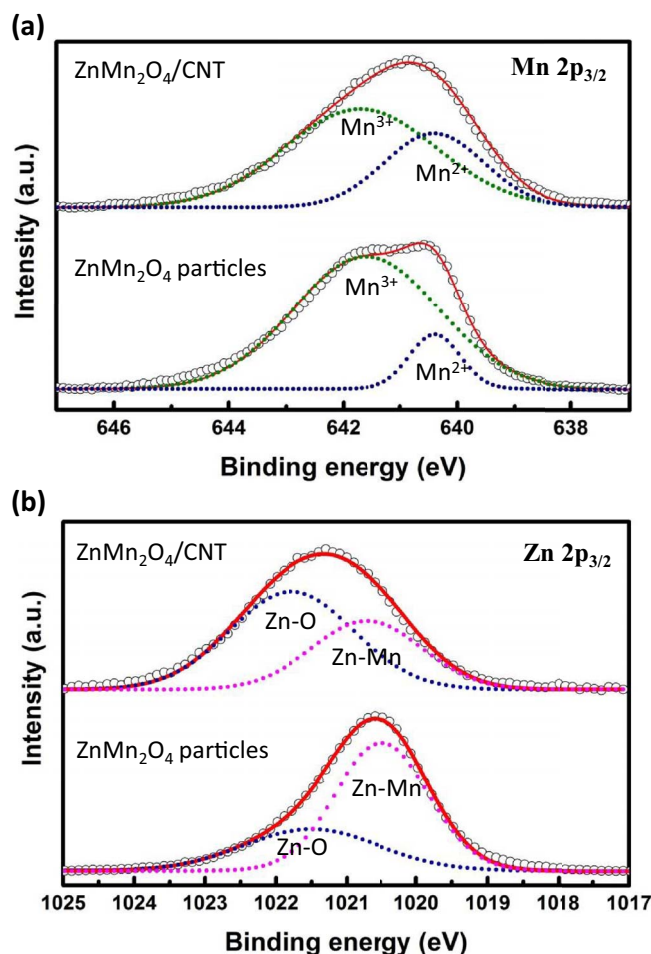 (a)
ZnMn₂O₄/CNT
Mn 2p₃/₂
Mn³⁺
Mn²⁺
ZnMn₂O₄ particles
Mn³⁺
Mn²⁺
Intensity (a.u.)
646 644 642 640 638
Binding energy (eV)
(b)
ZnMn₂O₄/CNT
Zn 2p₃/₂
Zn-O
Zn-Mn
ZnMn₂O₄ particles
Zn-Mn
Zn-O
Intensity (a.u.)
1025 1024 1023 1022 1021 1020 1019 1018 1017
Binding energy (eV)